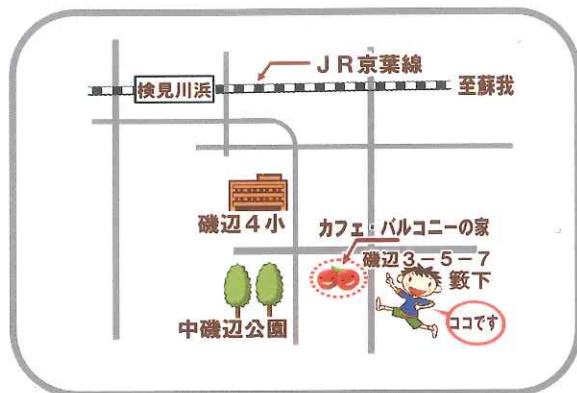 JR京葉線
検見川浜
至蘇我
磯辺4小
カフェ・バルコニーの家
磯辺3-5-7
籔下
中磯辺公園
ココです